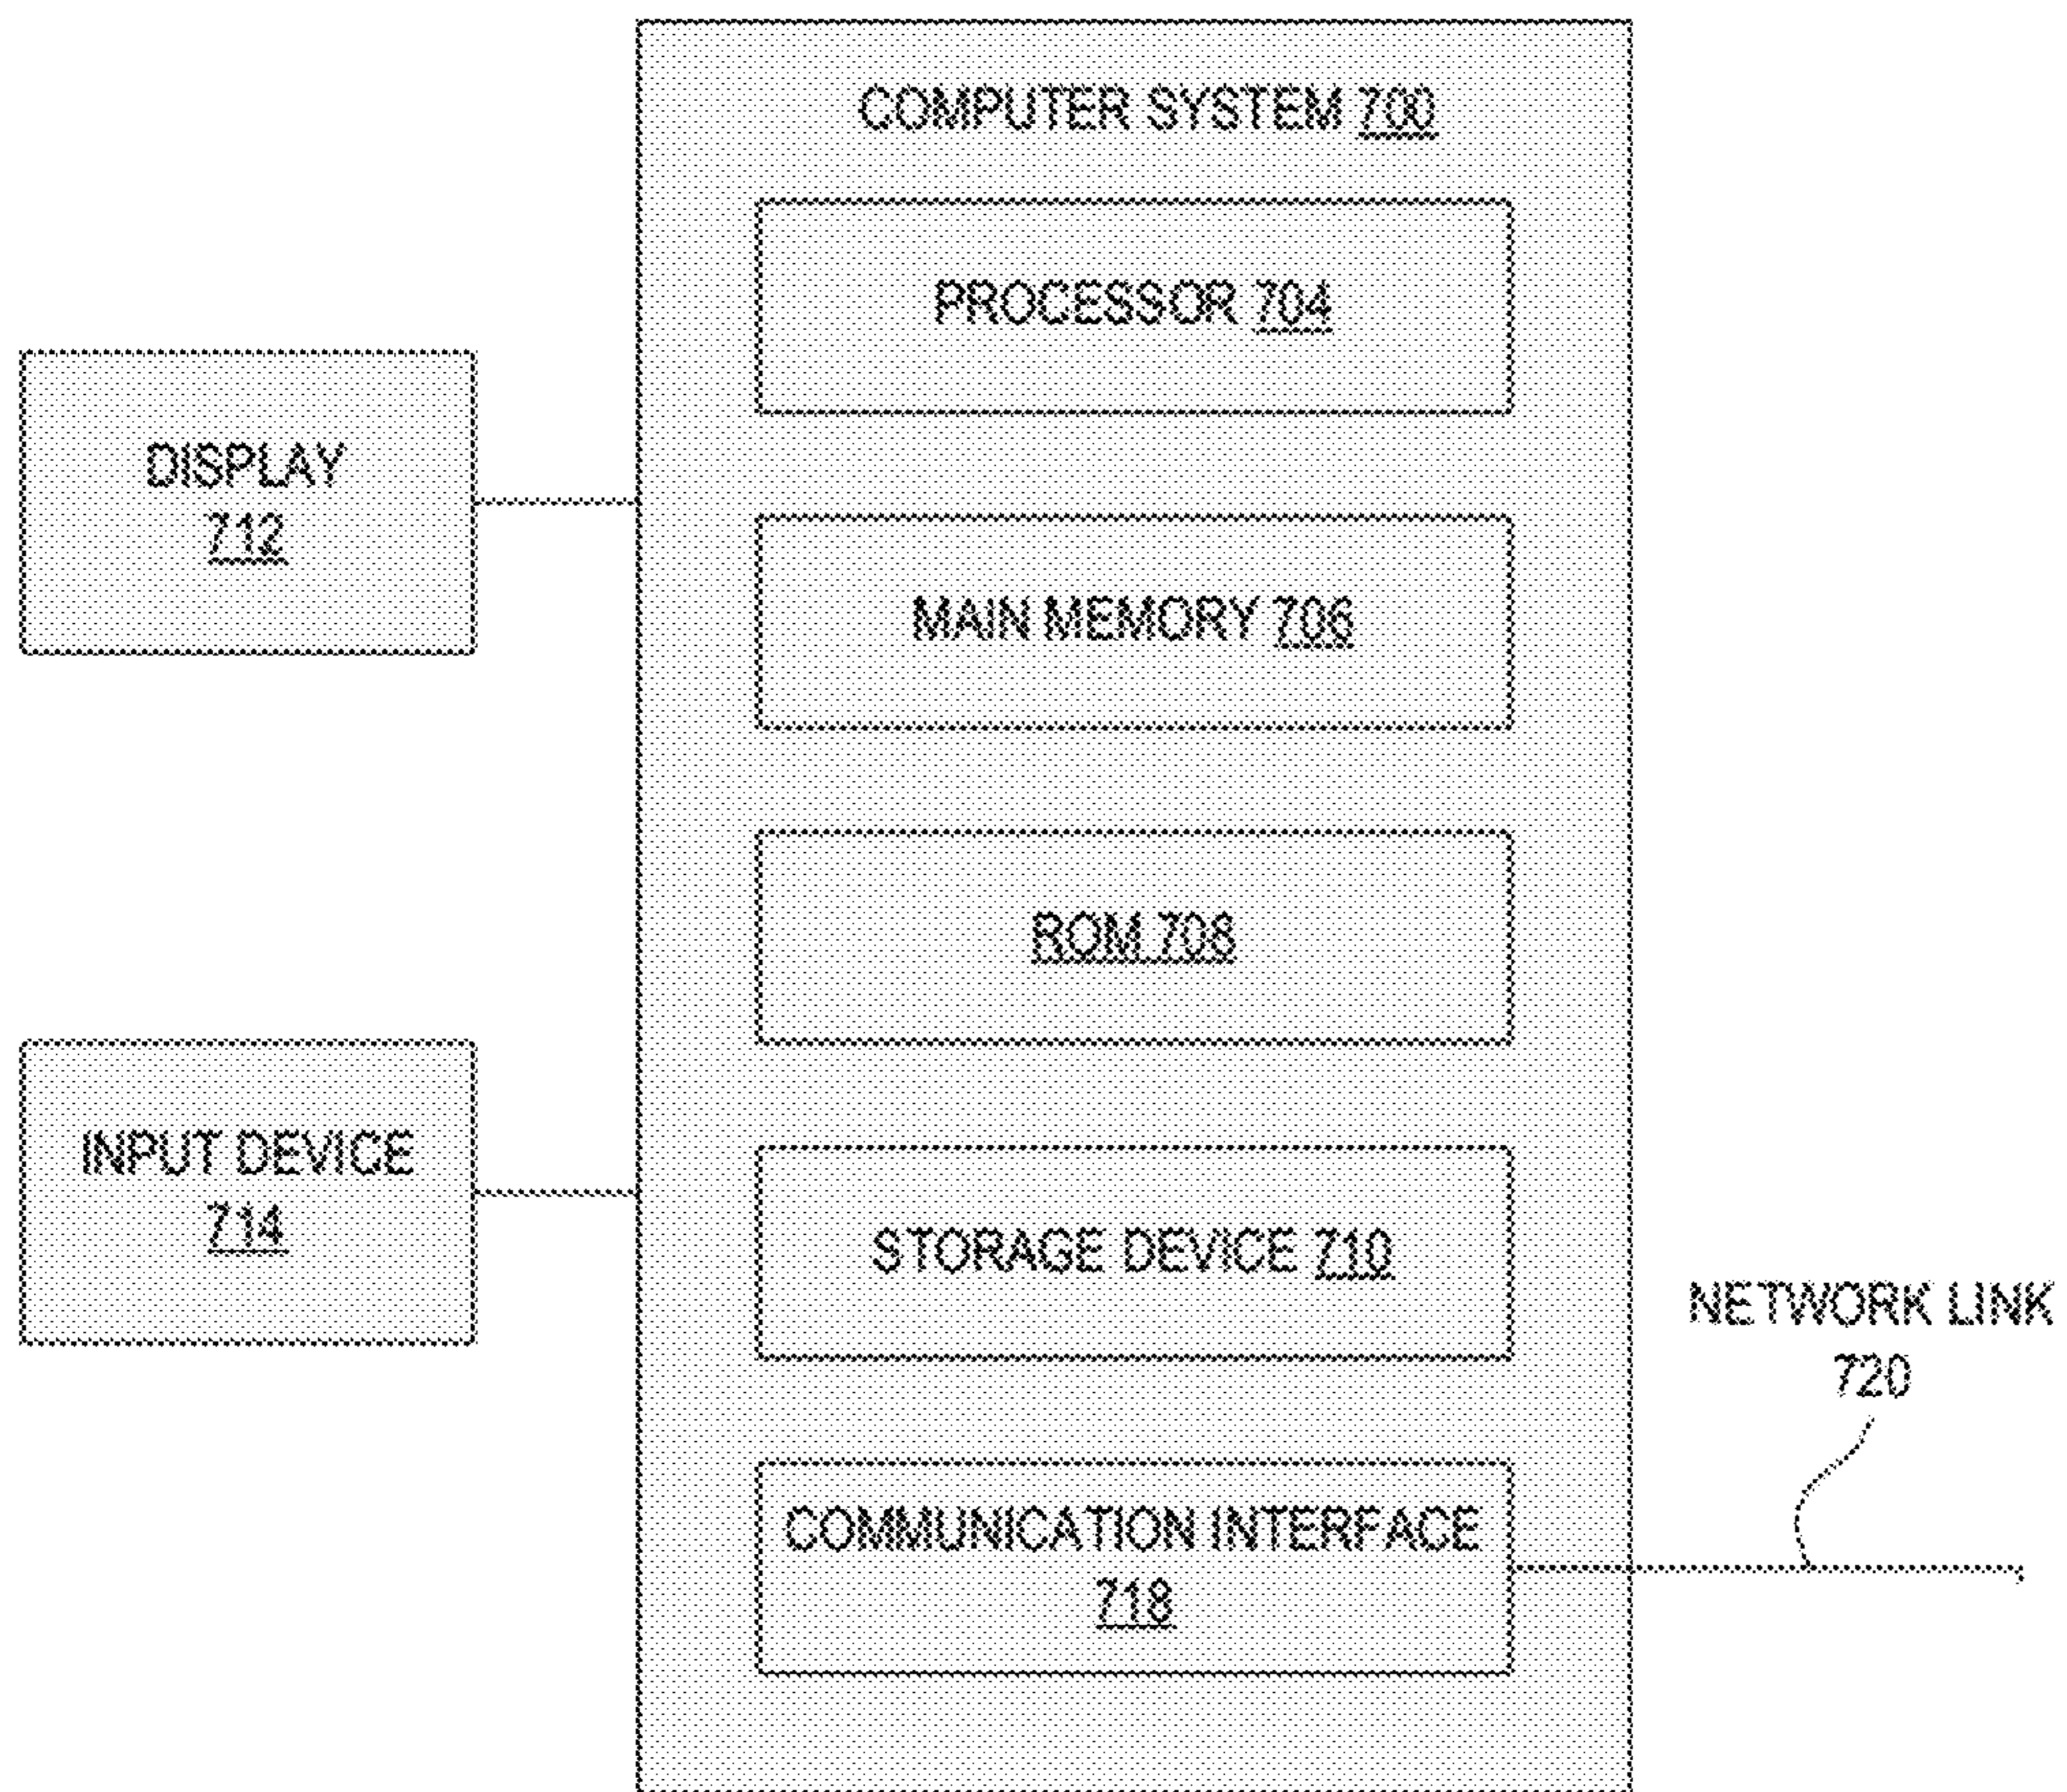 COMPUTER SYSTEM 700
PROCESSOR 704
DISPLAY
712
MAIN MEMORY 706
ROM 708
INPUT DEVICE
714
STORAGE DEVICE 710
NETWORK LINK
720
COMMUNICATION INTERFACE
718